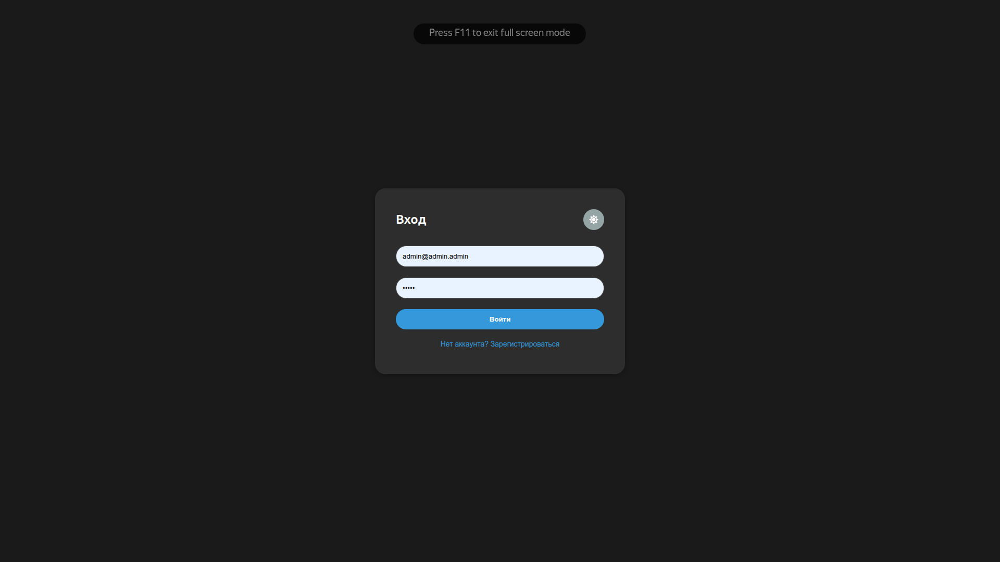 Press F11 to exit full screen mode
Вход
admin@admin.admin
•••••
Войти
Нет аккаунта? Зарегистрироваться